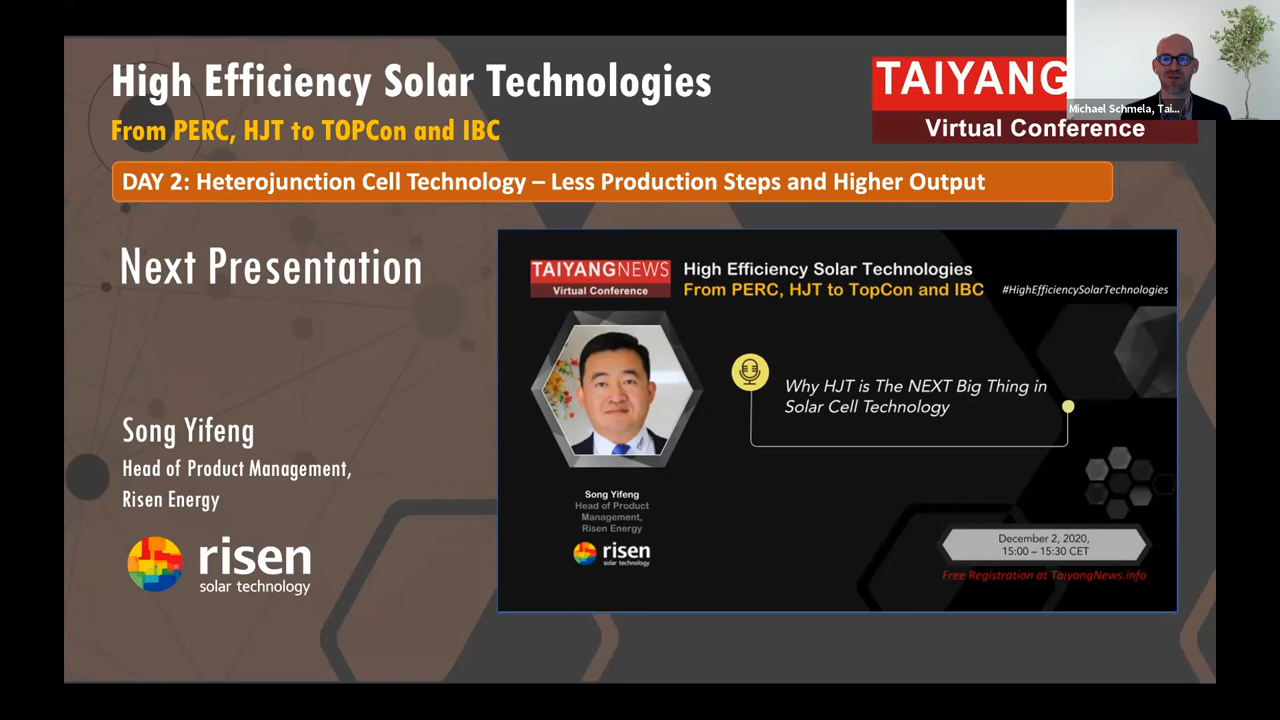 High Efficiency Solar Technologies
From PERC, HJT to TOPCon and IBC
TAIYANG
Virtual Conference
Michael Schmela, Tai...
DAY 2: Heterojunction Cell Technology – Less Production Steps and Higher Output
Next Presentation
Song Yifeng
Head of Product Management,
Risen Energy
risen
solar technology
TAIYANGNEWS
Virtual Conference
High Efficiency Solar Technologies
From PERC, HJT to TopCon and IBC
#HighEfficiencySolarTechnologies
Why HJT is The NEXT Big Thing in
Solar Cell Technology
Song Yifeng
Head of Product
Management,
Risen Energy
risen
solar technology
December 2, 2020,
15:00 – 15:30 CET
Free Registration at TaiyangNews.info